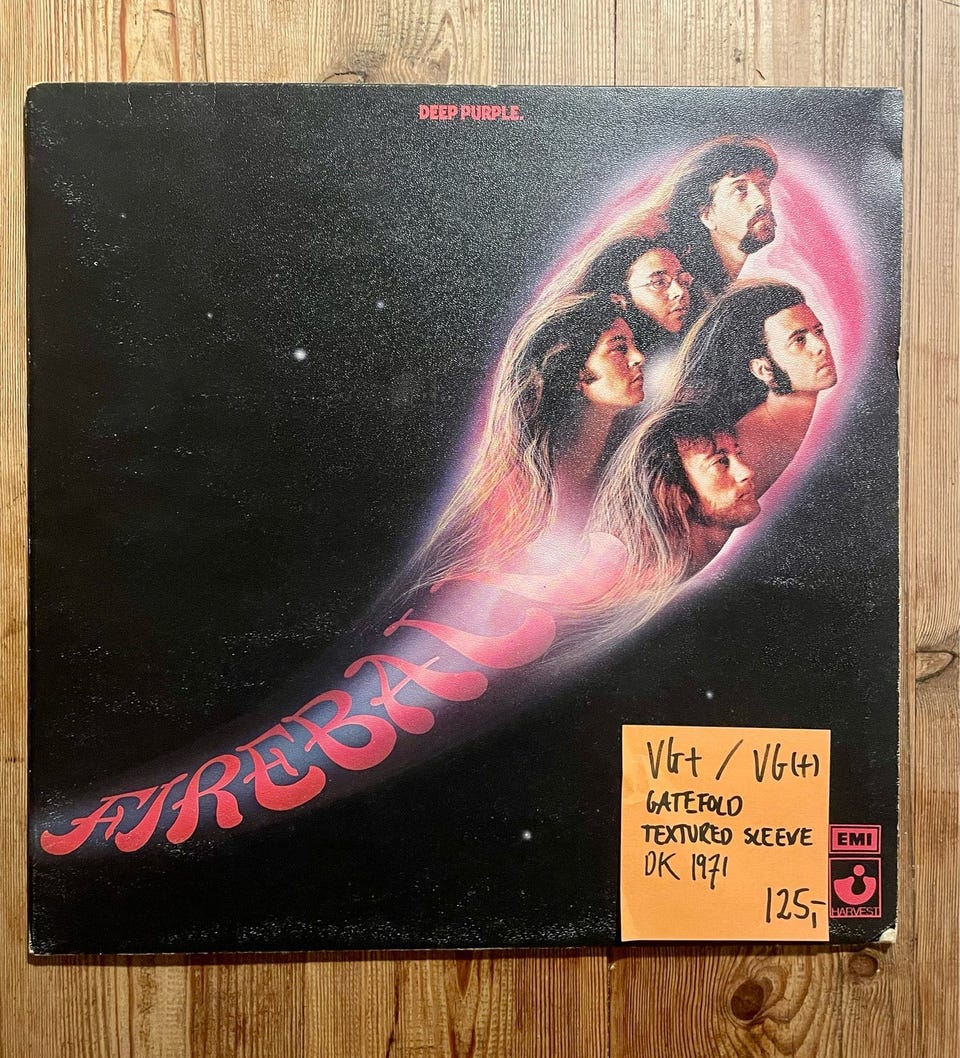 DEEP PURPLE.
FIREBALL
VG+ / VG(+)
GATEFOLD
TEXTURED SLEEVE
DK 1971
125,-
EMI
HARVEST